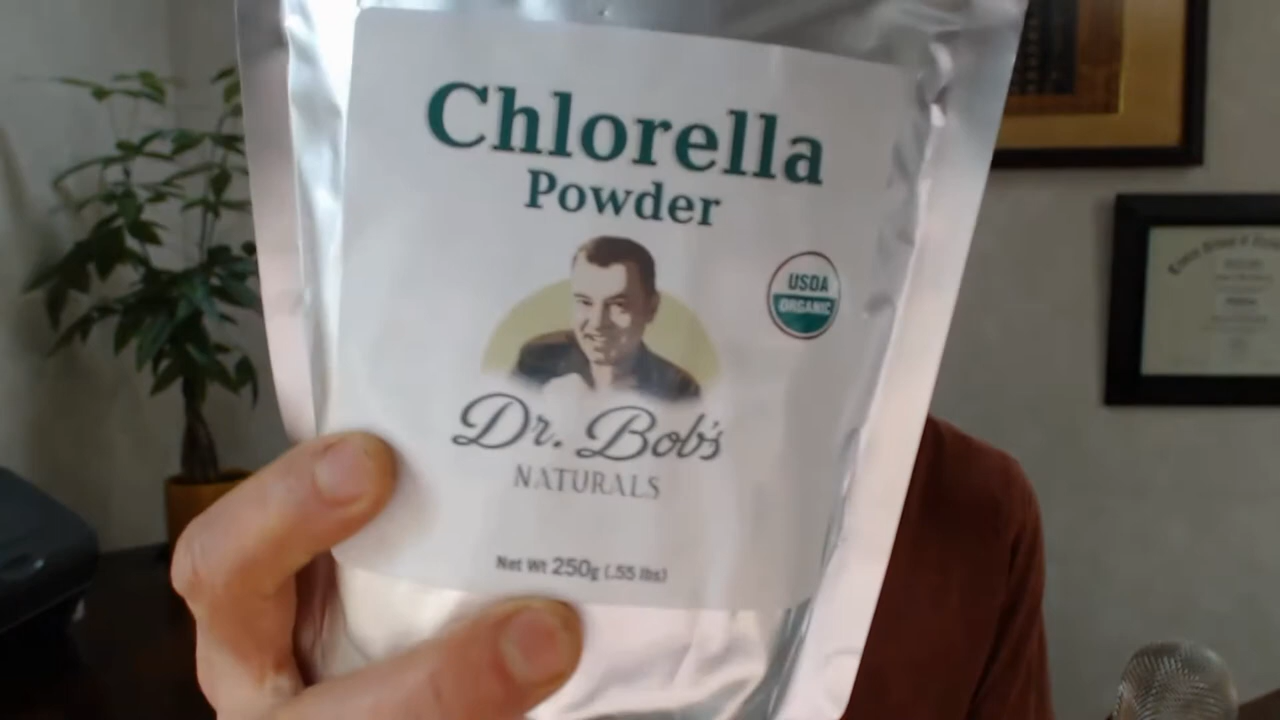 Chlorella
Powder
USDA
ORGANIC
Dr. Bob's
NATURALS
Net Wt 250g (.55 lbs)